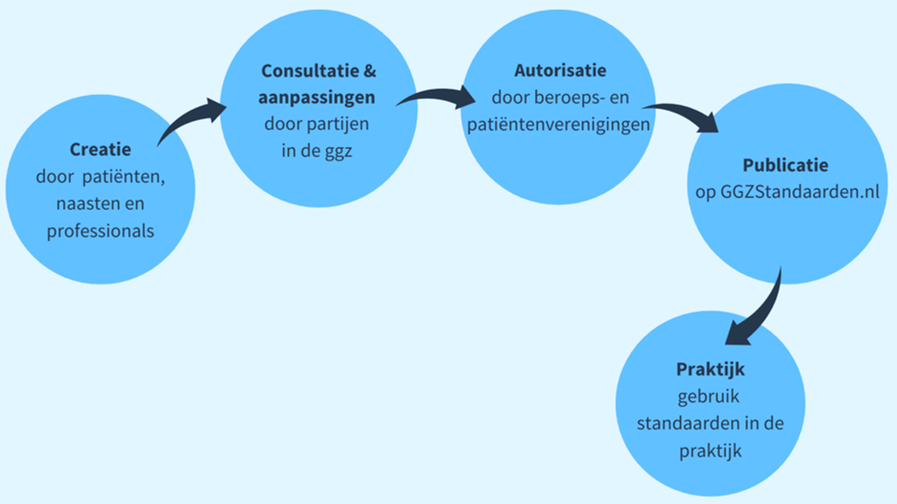 Creatie
door patiënten,
naasten en
professionals
Consultatie &
aanpassingen
door partijen
in de ggz
Autorisatie
door beroeps- en
patiëntenverenigingen
Publicatie
op GGZStandaarden.nl
Praktijk
gebruik
standaarden in de
praktijk